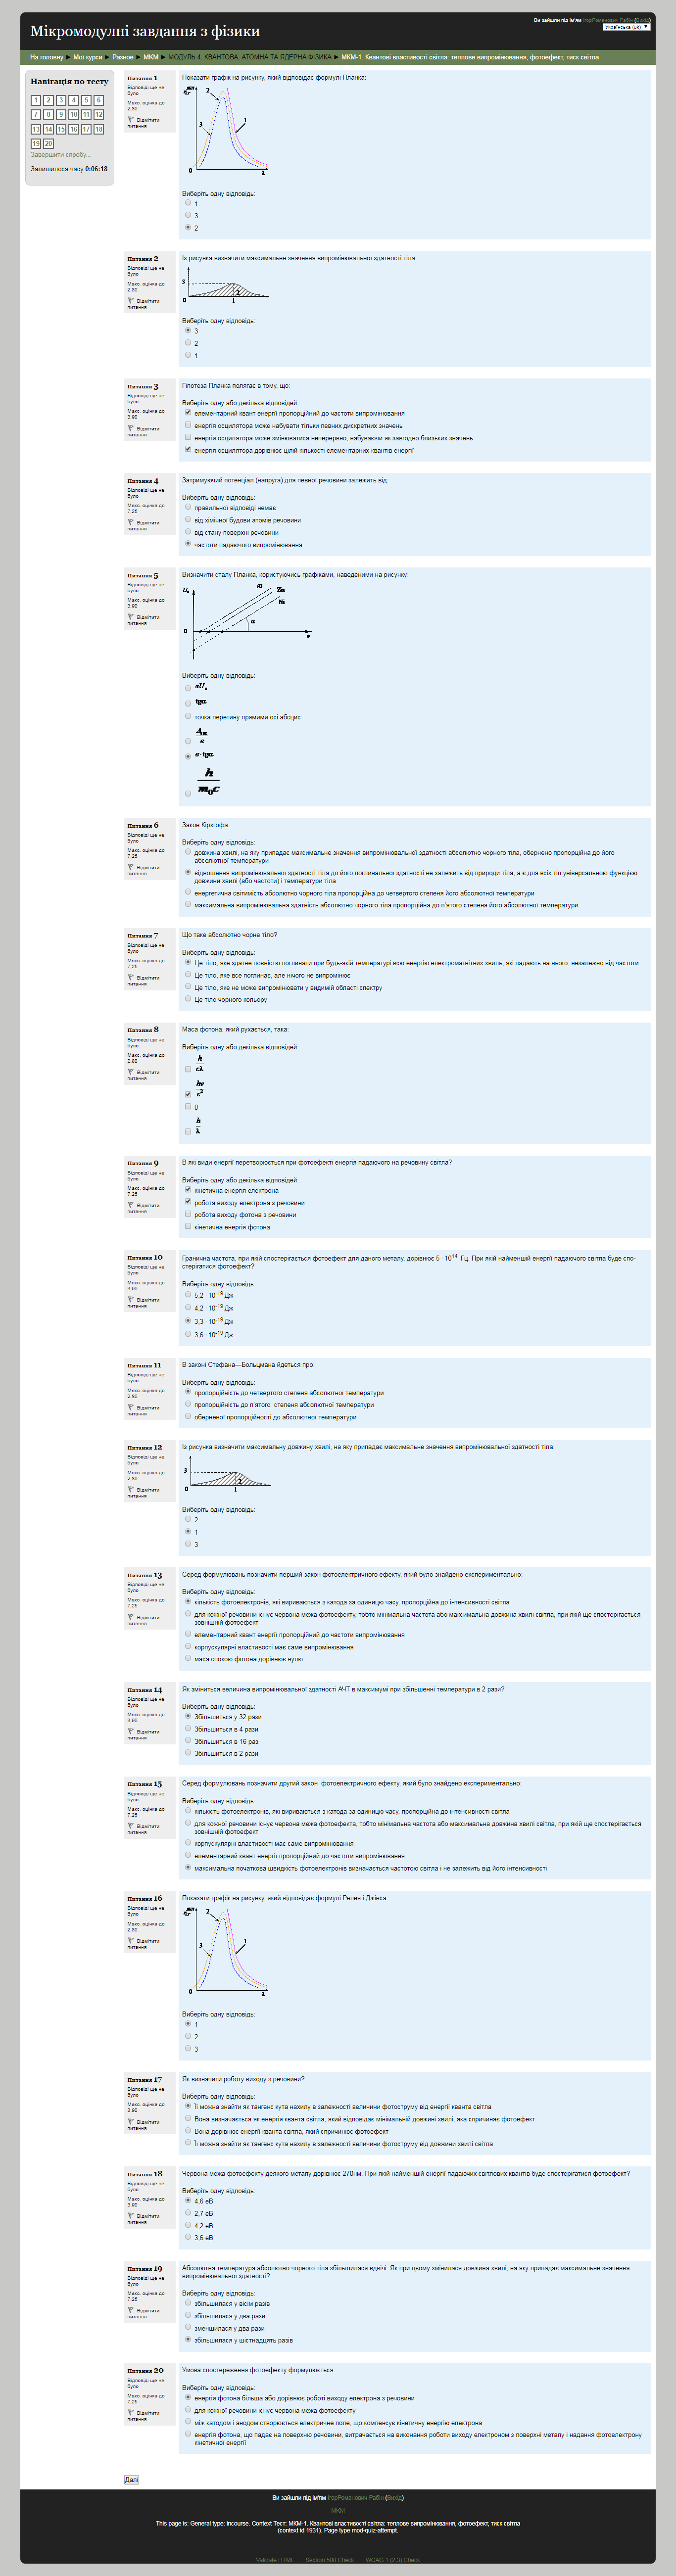 Ви зайшли під ім'ям ІгорРоманович Рабин (Вихід)
Мікромодулні завдання з фізики
Українська (uk)
На головну ► Мої курси ► Разное ► МКМ ► МОДУЛЬ 4. КВАНТОВА, АТОМНА ТА ЯДЕРНА ФІЗИКА ► МКМ-1. Квантові властивості світла: теплове випромінювання, фотоефект, тиск світла
Навігація по тесту
1 2 3 4 5 6
7 8 9 10 11 12
13 14 15 16 17 18
19 20
Завершити спробу...
Залишилося часу 0:06:18
Питання 1
Відповіді ще не було
Макс. оцінка до 2,80
Відмітити питання
Показати графік на рисунку, який відповідає формулі Планка:
2
1
3
0
λ
Виберіть одну відповідь:
1
3
2
Питання 2
Відповіді ще не було
Макс. оцінка до 2,80
Відмітити питання
Із рисунка визначити максимальне значення випромінювальної здатності тіла:
3
2
0
1
Виберіть одну відповідь:
3
2
1
Питання 3
Відповіді ще не було
Макс. оцінка до 3,90
Відмітити питання
Гіпотеза Планка полягає в тому, що:
Виберіть одну або декілька відповідей:
елементарний квант енергії пропорційний до частоти випромінювання
енергія осцилятора може набувати тільки певних дискретних значень
енергія осцилятора може змінюватися неперервно, набуваючи як завгодно близьких значень
енергія осцилятора дорівнює цілій кількості елементарних квантів енергії
Питання 4
Відповіді ще не було
Макс. оцінка до 7,25
Відмітити питання
Затримуючий потенціал (напруга) для певної речовини залежить від:
Виберіть одну відповідь:
правильної відповіді немає
від хімічної будови атомів речовини
від стану поверхні речовини
частоти падаючого випромінювання
Питання 5
Відповіді ще не було
Макс. оцінка до 3,90
Відмітити питання
Визначити сталу Планка, користуючись графіками, наведеними на рисунку:
Al
Zn
Ni
α
0
Виберіть одну відповідь:
tgα
точка перетину прямими осі абсцис
e·tgα
h
m₀c
Питання 6
Відповіді ще не було
Макс. оцінка до 7,25
Відмітити питання
Закон Кірхгофа:
Виберіть одну відповідь:
довжина хвилі, на яку припадає максимальне значення випромінювальної здатності абсолютно чорного тіла, обернено пропорційна до його
абсолютної температури
відношення випромінювальної здатності тіла до його поглинальної здатності не залежить від природи тіла, а є для всіх тіл універсальною функцією
довжини хвилі (або частоти) і температури тіла
енергетична світимість абсолютно чорного тіла пропорційна до четвертого степеня його абсолютної температури
максимальна випромінювальна здатність абсолютно чорного тіла пропорційна до п'ятого степеня його абсолютної температури
Питання 7
Відповіді ще не було
Макс. оцінка до 7,25
Відмітити питання
Що таке абсолютно чорне тіло?
Виберіть одну відповідь:
Це тіло, яке здатне повністю поглинати при будь-якій температурі всю енергію електромагнітних хвиль, які падають на нього, незалежно від частоти
Це тіло, яке все поглинає, але нічого не випромінює
Це тіло, яке не може випромінювати у видимій області спектру
Це тіло чорного кольору
Питання 8
Відповіді ще не було
Макс. оцінка до 2,80
Відмітити питання
Маса фотона, який рухається, така:
Виберіть одну або декілька відповідей:
h
cλ
hν
c²
0
h
λ
Питання 9
Відповіді ще не було
Макс. оцінка до 7,25
Відмітити питання
В які види енергії перетворюється при фотоефекті енергія падаючого на речовину світла?
Виберіть одну або декілька відповідей:
кінетична енергія електрона
робота виходу електрона з речовини
робота виходу фотона з речовини
кінетична енергія фотона
Питання 10
Відповіді ще не було
Макс. оцінка до 3,90
Відмітити питання
Гранична частота, при якій спостерігається фотоефект для даного металу, дорівнює 5 · 10¹⁴ Гц. При якій найменшій енергії падаючого світла буде спо-
стерігатися фотоефект?
Виберіть одну відповідь:
5,2 · 10⁻¹⁹ Дж
4,2 · 10⁻¹⁹ Дж
3,3 · 10⁻¹⁹ Дж
3,6 · 10⁻¹⁹ Дж
Питання 11
Відповіді ще не було
Макс. оцінка до 2,80
Відмітити питання
В законі Стефана—Больцмана йдеться про:
Виберіть одну відповідь:
пропорційність до четвертого степеня абсолютної температури
пропорційність до п'ятого степеня абсолютної температури
оберненої пропорційності до абсолютної температури
Питання 12
Відповіді ще не було
Макс. оцінка до 2,80
Відмітити питання
Із рисунка визначити максимальну довжину хвилі, на яку припадає максимальне значення випромінювальної здатності тіла:
3
2
0
1
Виберіть одну відповідь:
2
1
3
Питання 13
Відповіді ще не було
Макс. оцінка до 7,25
Відмітити питання
Серед формулювань позначити перший закон фотоелектричного ефекту, який було знайдено експериментально:
Виберіть одну відповідь:
кількість фотоелектронів, які вириваються з катода за одиницю часу, пропорційна до інтенсивності світла
для кожної речовини існує червона межа фотоефекту, тобто мінімальна частота або максимальна довжина хвилі світла, при якій ще спостерігається
зовнішній фотоефект
елементарний квант енергії пропорційний до частоти випромінювання
корпускулярні властивості має саме випромінювання
маса спокою фотона дорівнює нулю
Питання 14
Відповіді ще не було
Макс. оцінка до 3,90
Відмітити питання
Як зміниться величина випромінювальної здатності АЧТ в максимумі при збільшенні температури в 2 рази?
Виберіть одну відповідь:
Збільшиться у 32 рази
Збільшиться в 4 рази
Збільшиться в 16 раз
Збільшиться в 2 рази
Питання 15
Відповіді ще не було
Макс. оцінка до 7,25
Відмітити питання
Серед формулювань позначити другий закон фотоелектричного ефекту, який було знайдено експериментально:
Виберіть одну відповідь:
кількість фотоелектронів, які вириваються з катода за одиницю часу, пропорційна до інтенсивності світла
для кожної речовини існує червона межа фотоефекта, тобто мінімальна частота або максимальна довжина хвилі світла, при якій ще спостерігається
зовнішній фотоефект
корпускулярні властивості має саме випромінювання
елементарний квант енергії пропорційний до частоти випромінювання
максимальна початкова швидкість фотоелектронів визначається частотою світла і не залежить від його інтенсивності
Питання 16
Відповіді ще не було
Макс. оцінка до 2,80
Відмітити питання
Показати графік на рисунку, який відповідає формулі Релея і Джінса:
2
1
3
0
λ
Виберіть одну відповідь:
1
2
3
Питання 17
Відповіді ще не було
Макс. оцінка до 3,90
Відмітити питання
Як визначити роботу виходу з речовини?
Виберіть одну відповідь:
Її можна знайти як тангенс кута нахилу в залежності величини фотоструму від енергії кванта світла
Вона визначається як енергія кванта світла, який відповідає мінімальній довжині хвилі, яка спричиняє фотоефект
Вона дорівнює енергії кванта світла, який спричинює фотоефект
Її можна знайти як тангенс кута нахилу в залежності величини фотоструму від довжини хвилі світла
Питання 18
Відповіді ще не було
Макс. оцінка до 3,90
Відмітити питання
Червона межа фотоефекту деякого металу дорівнює 270нм. При якій найменшій енергії падаючих світлових квантів буде спостерігатися фотоефект?
Виберіть одну відповідь:
4,6 еВ
2,7 еВ
4,2 еВ
3,6 еВ
Питання 19
Відповіді ще не було
Макс. оцінка до 7,25
Відмітити питання
Абсолютна температура абсолютно чорного тіла збільшилася вдвічі. Як при цьому змінилася довжина хвилі, на яку припадає максимальне значення
випромінювальної здатності?
Виберіть одну відповідь:
збільшилася у вісім разів
збільшилася у два рази
зменшилася у два рази
збільшилася у шістнадцять разів
Питання 20
Відповіді ще не було
Макс. оцінка до 7,25
Відмітити питання
Умова спостереження фотоефекту формулюється:
Виберіть одну відповідь:
енергія фотона більша або дорівнює роботі виходу електрона з речовини
для кожної речовини існує червона межа фотоефекту
між катодом і анодом створюється електричне поле, що компенсує кінетичну енергію електрона
енергія фотона, що падає на поверхню речовини, витрачається на виконання роботи виходу електроном з поверхні металу і надання фотоелектрону
кінетичної енергії
Далі
Ви зайшли під ім'ям ІгорРоманович Рабин (Вихід)
МКМ
This page is: General type: incourse. Context Тест: МКМ-1. Квантові властивості світла: теплове випромінювання, фотоефект, тиск світла
(context id 1931). Page type mod-quiz-attempt.
Validate HTML
Section 508 Check
WCAG 1 (2,3) Check